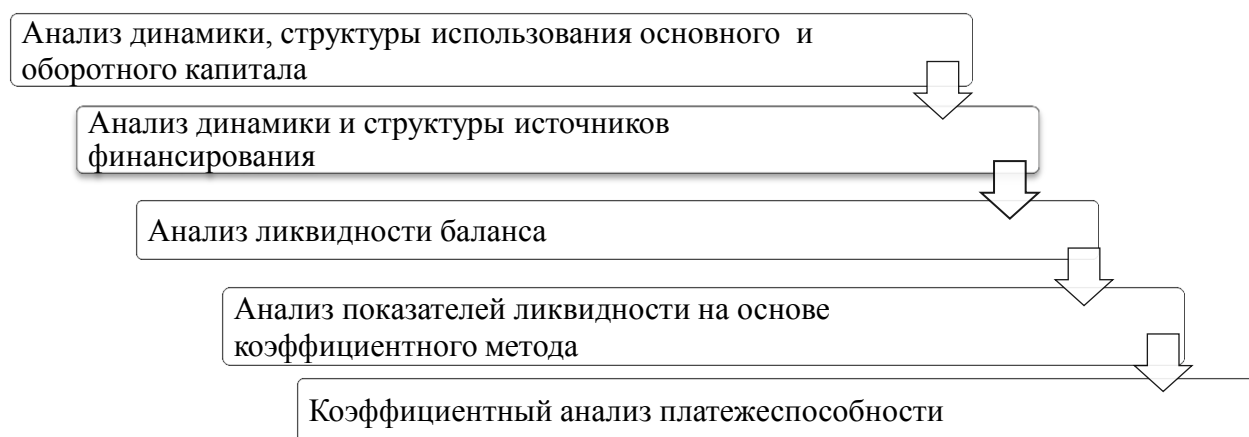 Анализ динамики, структуры использования основного и
оборотного капитала
Анализ динамики и структуры источников
финансирования
Анализ ликвидности баланса
Анализ показателей ликвидности на основе
коэффициентного метода
Коэффициентный анализ платежеспособности